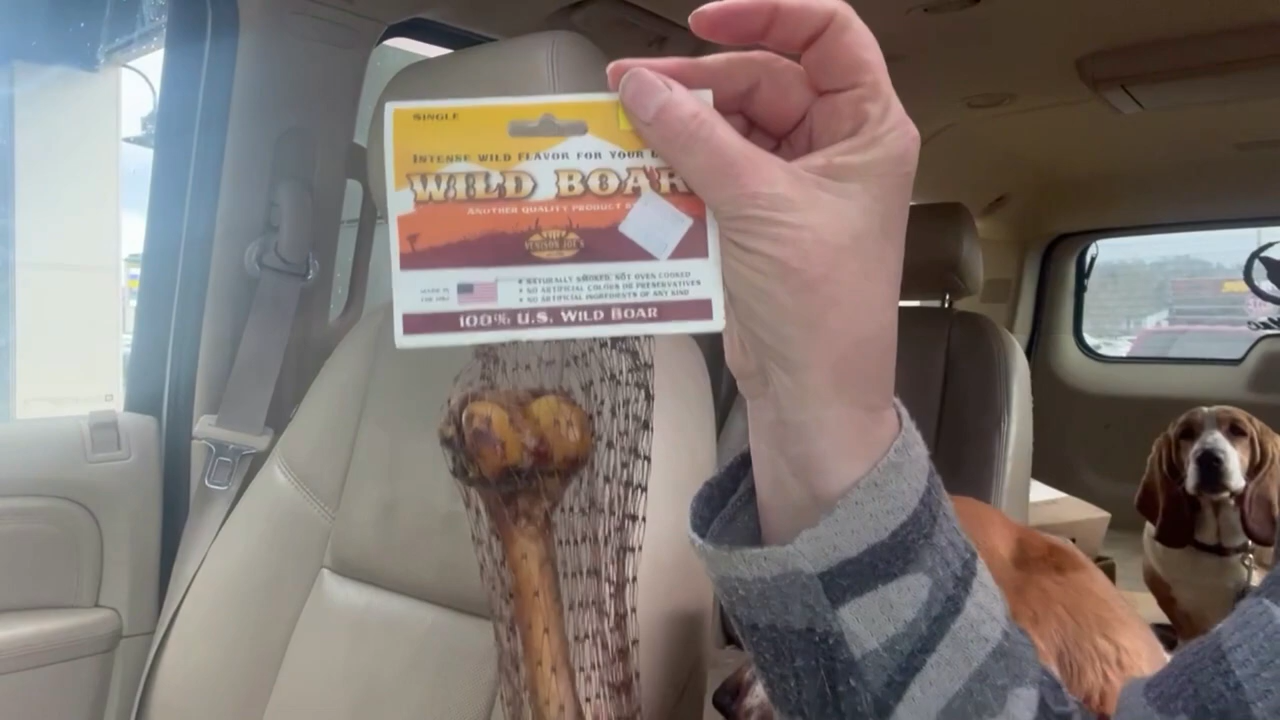 SINGLE
INTENSE WILD FLAVOR FOR YOUR
WILD BOAR
ANOTHER QUALITY PRODUCT
VENISON JOE'S
MADE IN
THE USA
• NATURALLY SMOKED, NOT OVEN COOKED
• NO ARTIFICIAL COLORS OR PRESERVATIVES
• NO ARTIFICIAL INGREDIENTS OF ANY KIND
100% U.S. WILD BOAR